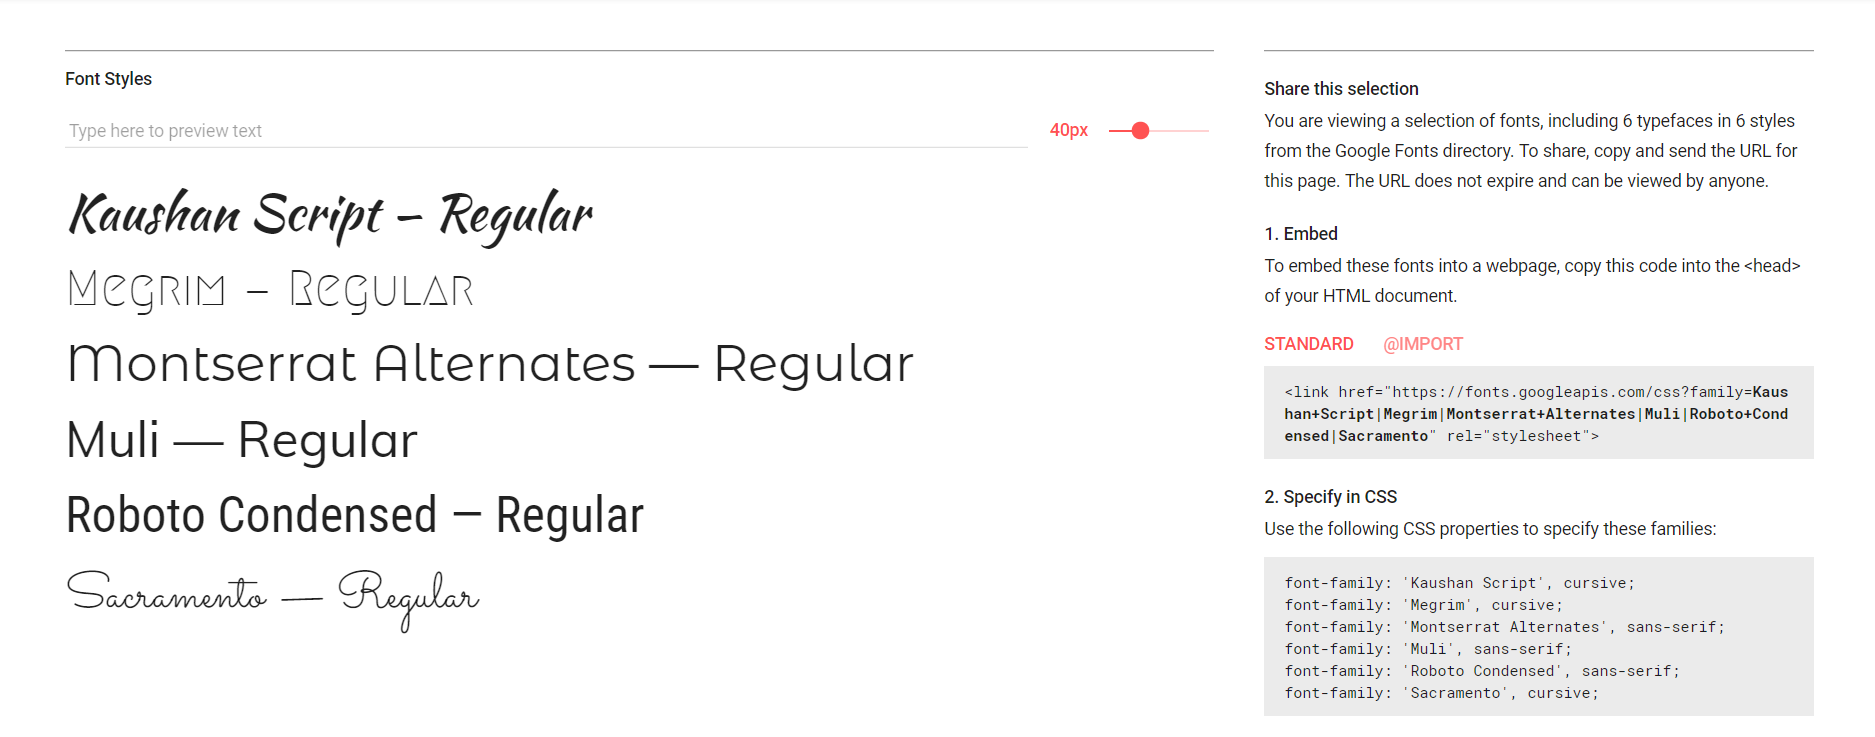 Font Styles
Type here to preview text
40px
Kaushan Script – Regular
Megrim – Regular
Montserrat Alternates — Regular
Muli — Regular
Roboto Condensed – Regular
Sacramento — Regular
Share this selection
You are viewing a selection of fonts, including 6 typefaces in 6 styles
from the Google Fonts directory. To share, copy and send the URL for
this page. The URL does not expire and can be viewed by anyone.
1. Embed
To embed these fonts into a webpage, copy this code into the <head>
of your HTML document.
STANDARD @IMPORT
<link href="https://fonts.googleapis.com/css?family=Kaus
han+Script|Megrim|Montserrat+Alternates|Muli|Roboto+Cond
ensed|Sacramento" rel="stylesheet">
2. Specify in CSS
Use the following CSS properties to specify these families:
font-family: 'Kaushan Script', cursive;
font-family: 'Megrim', cursive;
font-family: 'Montserrat Alternates', sans-serif;
font-family: 'Muli', sans-serif;
font-family: 'Roboto Condensed', sans-serif;
font-family: 'Sacramento', cursive;